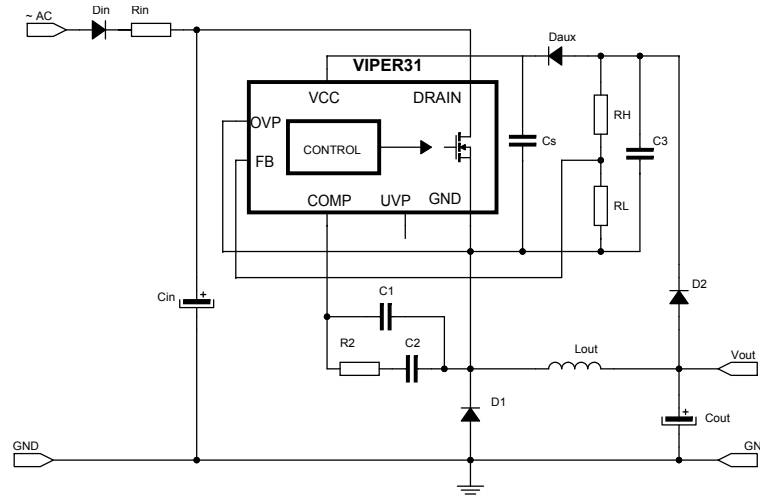 ~ AC
Din
Rin
Daux
VIPER31
VCC
DRAIN
OVP
RH
CONTROL
Cs
C3
FB
COMP
UVP
GND
RL
Cin
+
C1
D2
R2
C2
Lout
Vout
D1
+
Cout
GND
GN